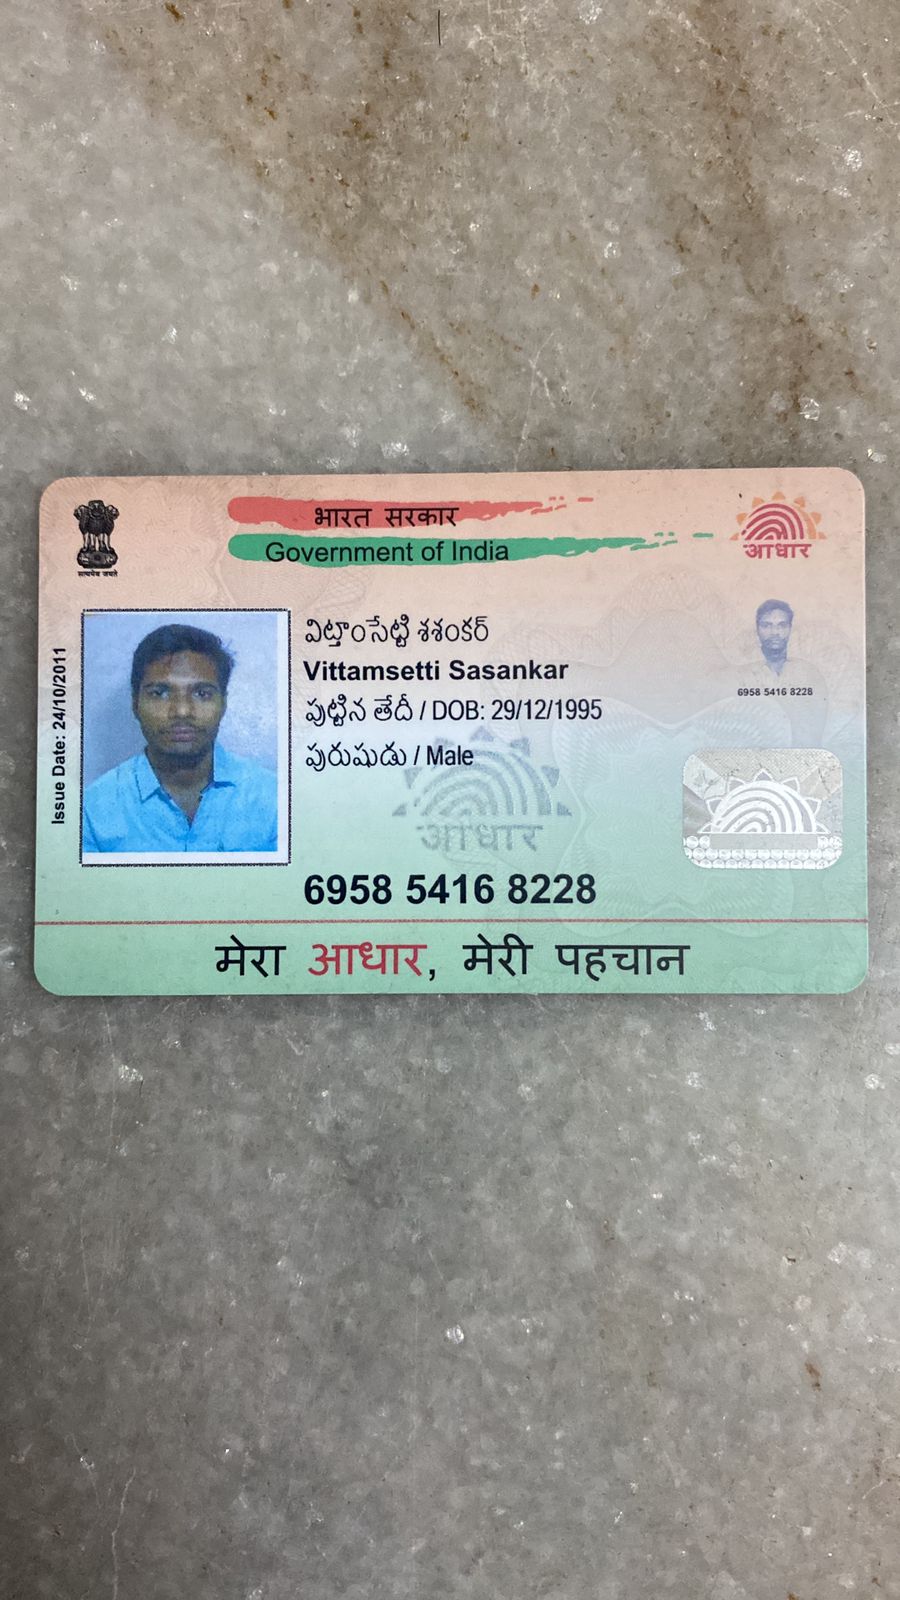 भारत सरकार
Government of India
सत्यमेव जयते
आधार
Issue Date: 24/10/2011
విట్టాంసేట్టి శశంకర్
Vittamsetti Sasankar
పుట్టిన తేదీ / DOB: 29/12/1995
పురుషుడు / Male
6958 5416 8228
आधार
6958 5416 8228
मेरा आधार, मेरी पहचान